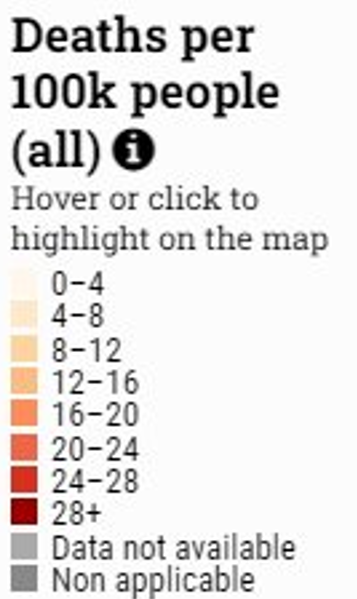 Deaths per
100k people
(all) i
Hover or click to
highlight on the map
0–4
4–8
8–12
12–16
16–20
20–24
24–28
28+
Data not available
Non applicable